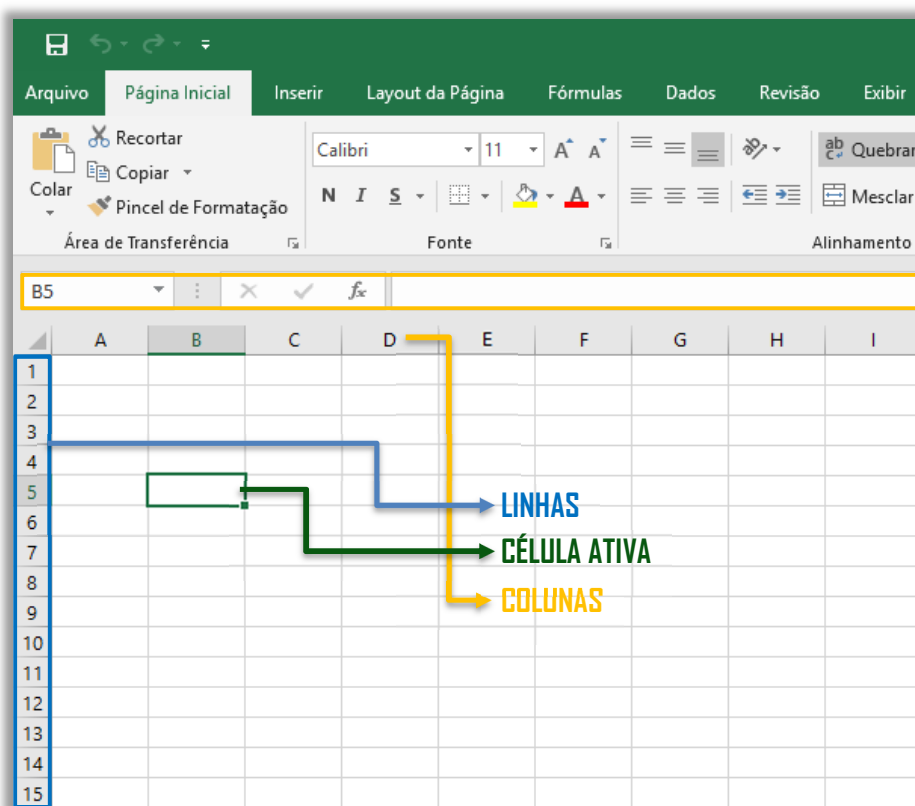 Arquivo Página Inicial Inserir Layout da Página Fórmulas Dados Revisão Exibir
Recortar
Copiar
Pincel de Formatação
Colar
Área de Transferência
Calibri 11 A A
N I S A
Fonte
ab Quebrar
Mesclar
Alinhamento
B5 fx
A B C D E F G H I
1
2
3
4
5
6
7
8
9
10
11
12
13
14
15
LINHAS
CÉLULA ATIVA
COLUNAS